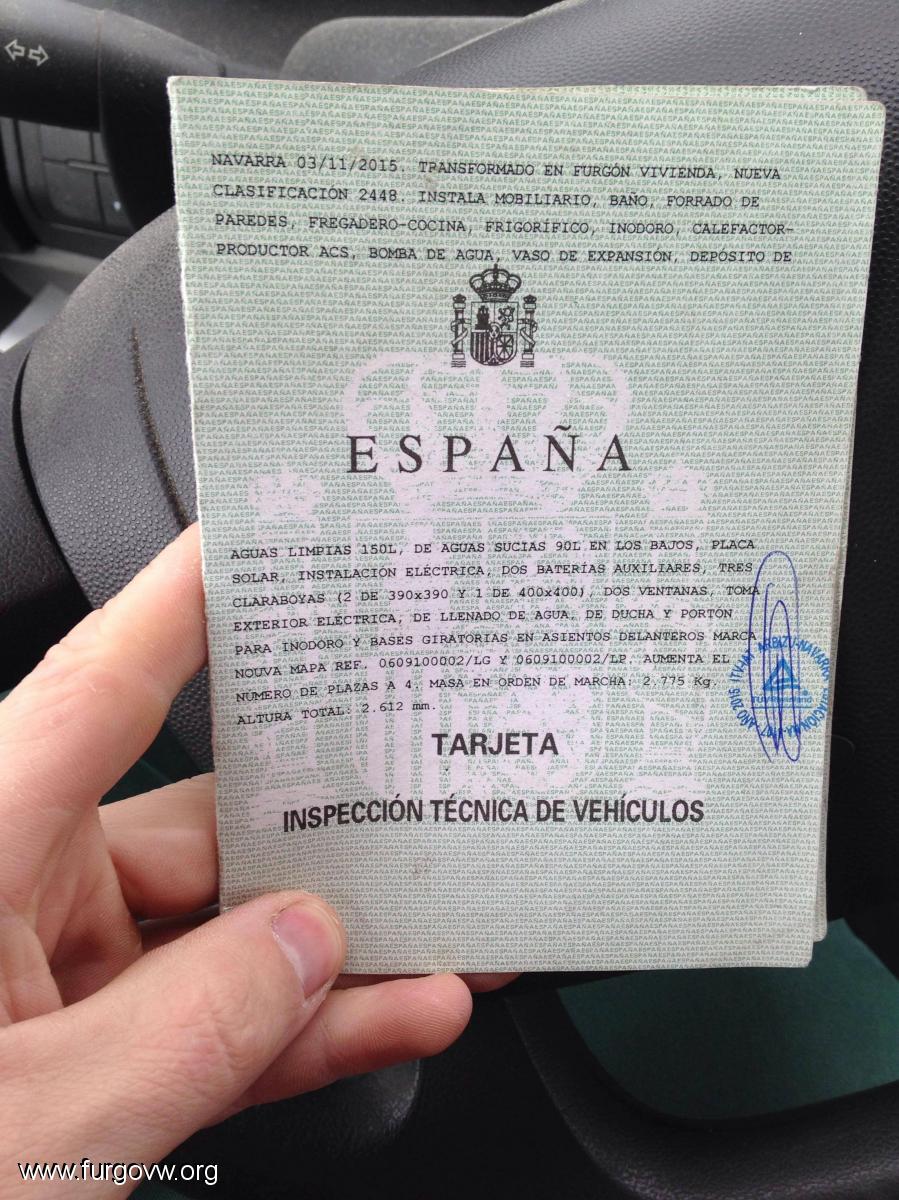 NAVARRA 03/11/2015. TRANSFORMADO EN FURGÓN VIVIENDA, NUEVA
CLASIFICACIÓN 2448. INSTALA MOBILIARIO, BAÑO, FORRADO DE
PAREDES, FREGADERO-COCINA, FRIGORÍFICO, INODORO, CALEFACTOR-
PRODUCTOR ACS, BOMBA DE AGUA, VASO DE EXPANSIÓN, DEPOSITO DE
ESPAÑA
AGUAS LIMPIAS 150L, DE AGUAS SUCIAS 90L EN LOS BAJOS, PLACA
SOLAR, INSTALACIÓN ELÉCTRICA, DOS BATERÍAS AUXILIARES, TRES
CLARABOYAS (2 DE 390x390 Y 1 DE 400x400), DOS VENTANAS, TOMA
EXTERIOR ELÉCTRICA, DE LLENADO DE AGUA, DE DUCHA Y PORTÓN
PARA INODORO Y BASES GIRATORIAS EN ASIENTOS DELANTEROS MARCA
NOUVA MAPA REF. 0609100002/LG Y 0609100002/LP. AUMENTA EL
NÚMERO DE PLAZAS A 4. MASA EN ORDEN DE MARCHA: 2.775 Kg.
ALTURA TOTAL: 2.612 mm.
TARJETA
INSPECCIÓN TÉCNICA DE VEHÍCULOS
www.furgovw.org